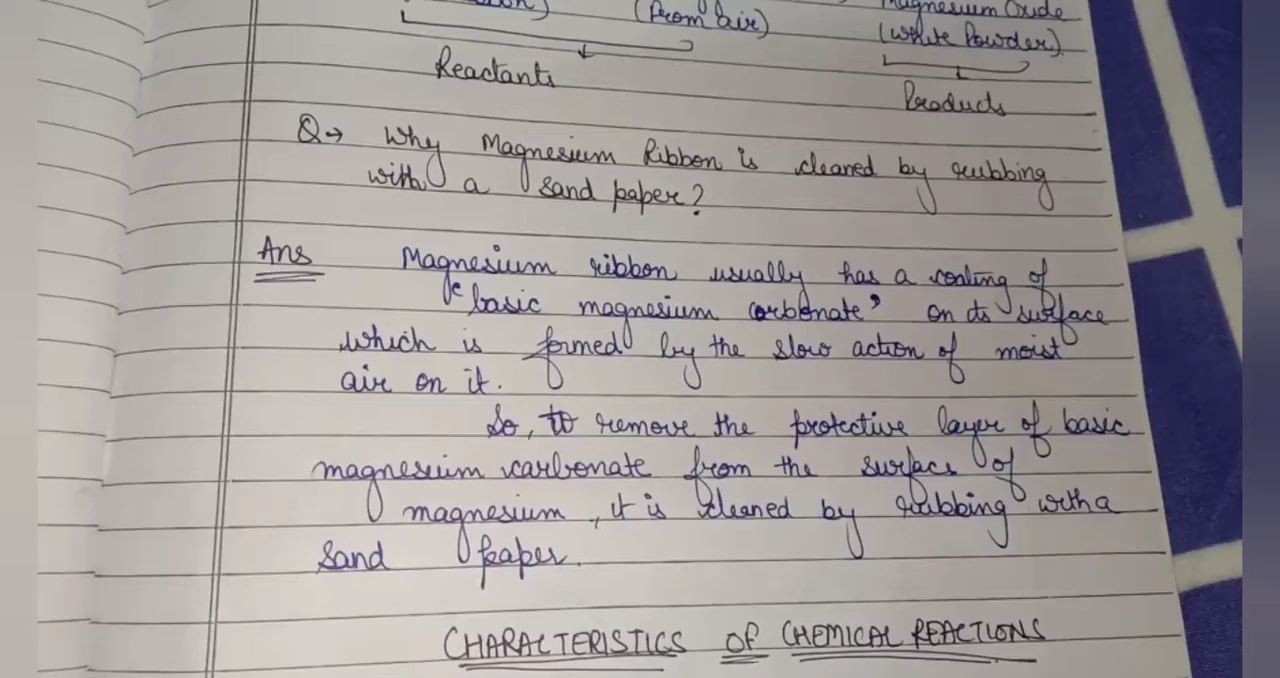 (From air) Magnesium Oxide
(White Powder)
Reactants
Products
Q→ Why Magnesium Ribbon is cleaned by rubbing
with a sand paper?
Ans Magnesium ribbon usually has a coating of
"basic magnesium carbonate" on its surface
which is formed by the slow action of moist
air on it.
So, to remove the protective layer of basic
magnesium carbonate from the surface of
magnesium, it is cleaned by rubbing with a
sand paper.
CHARACTERISTICS OF CHEMICAL REACTIONS